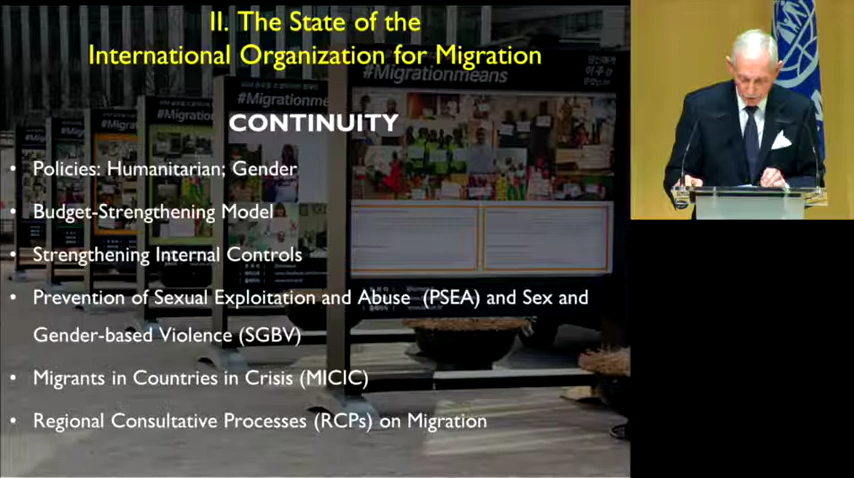 II. The State of the
International Organization for Migration
#Migrationmeans
#Migrationme
#Migratio
CONTINUITY
• Policies: Humanitarian; Gender
• Budget-Strengthening Model
• Strengthening Internal Controls
• Prevention of Sexual Exploitation and Abuse (PSEA) and Sex and
Gender-based Violence (SGBV)
• Migrants in Countries in Crisis (MICIC)
• Regional Consultative Processes (RCPs) on Migration